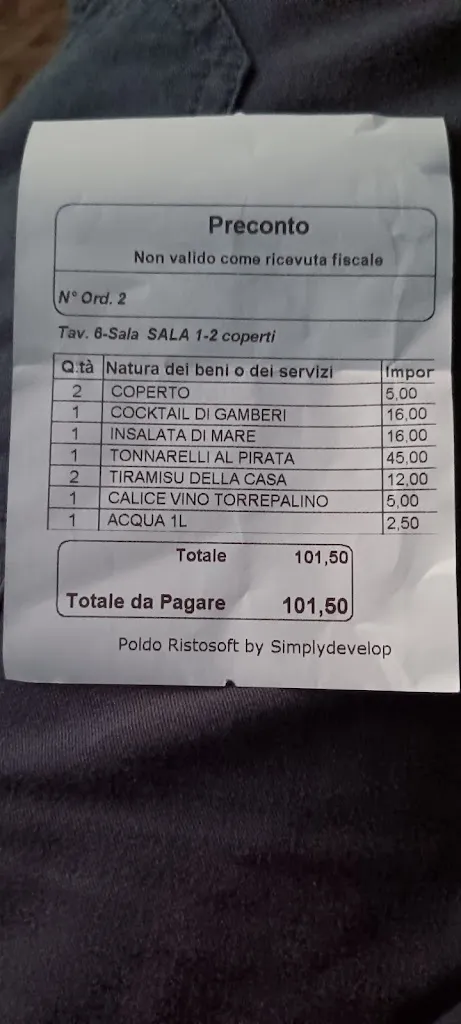 Preconto
Non valido come ricevuta fiscale
N° Ord. 2
Tav. 6-Sala SALA 1-2 coperti
Q.tà Natura dei beni o dei servizi Impor
2 COPERTO 5,00
1 COCKTAIL DI GAMBERI 16,00
1 INSALATA DI MARE 16,00
1 TONNARELLI AL PIRATA 45,00
2 TIRAMISU DELLA CASA 12,00
1 CALICE VINO TORREPALINO 5,00
1 ACQUA 1L 2,50
Totale 101,50
Totale da Pagare 101,50
Poldo Ristosoft by Simplydevelop